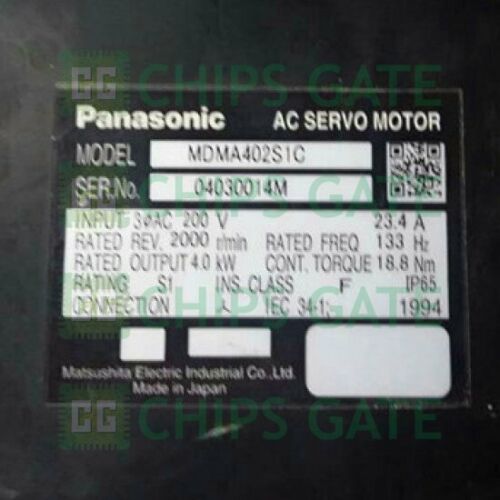 CHIPS GATE
Panasonic AC SERVO MOTOR
MODEL MDMA402S1C
SER.No. 04030014M
INPUT 3ΦAC 200 V 23.4 A
RATED REV. 2000 r/min RATED FREQ 133 Hz
RATED OUTPUT 4.0 kW CONT. TORQUE 18.8 Nm
RATING S1 INS. CLASS F IP65
CONNECTION IEC 34-1; 1994
Matsushita Electric Industrial Co.,Ltd.
Made in Japan
CHIPS GATE